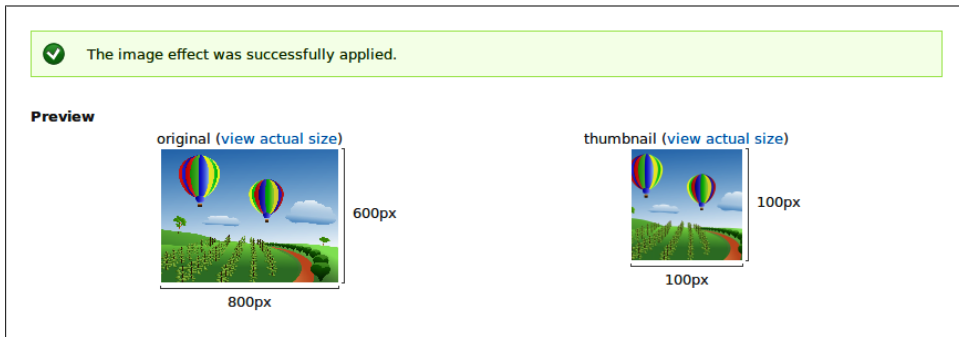 The image effect was successfully applied.
Preview
original (view actual size)
600px
800px
thumbnail (view actual size)
100px
100px